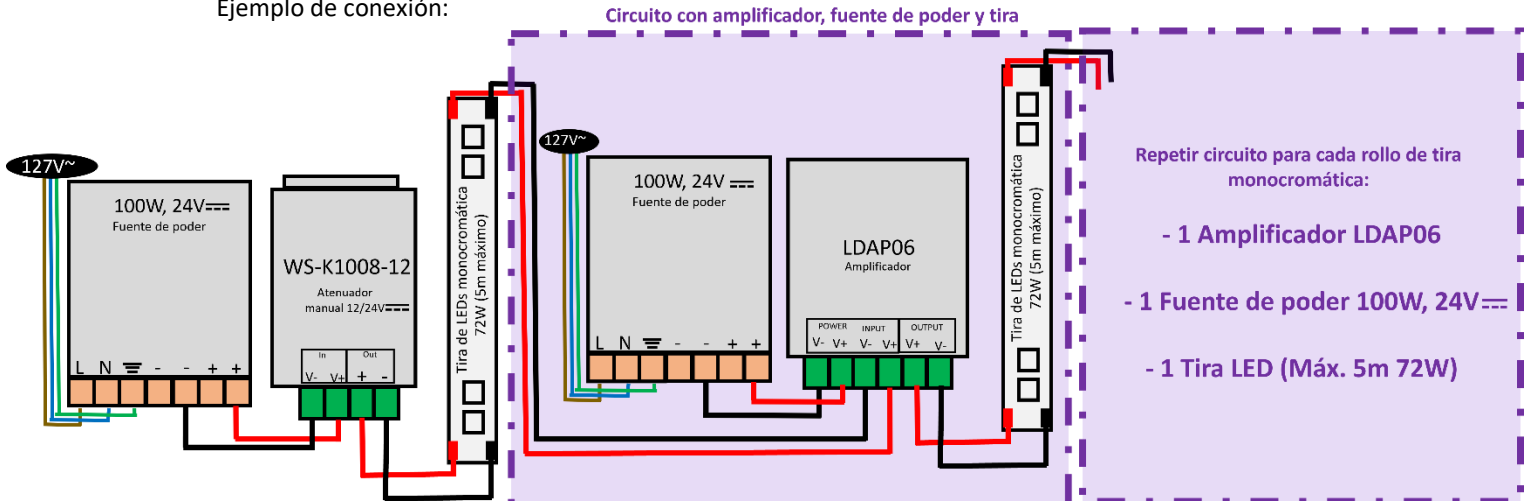 Ejemplo de conexión:
Circuito con amplificador, fuente de poder y tira
127V~
100W, 24V
Fuente de poder
L N - - + +
WS-K1008-12
Atenuador
manual 12/24V
In Out
V- V+ + -
Tira de LEDs monocromática
72W (5m máximo)
127V~
100W, 24V
Fuente de poder
L N - - + +
LDAP06
Amplificador
POWER INPUT OUTPUT
V- V+ V- V+ V+ V-
Tira de LEDs monocromática
72W (5m máximo)
Repetir circuito para cada rollo de tira
monocromática:
- 1 Amplificador LDAP06
- 1 Fuente de poder 100W, 24V
- 1 Tira LED (Máx. 5m 72W)